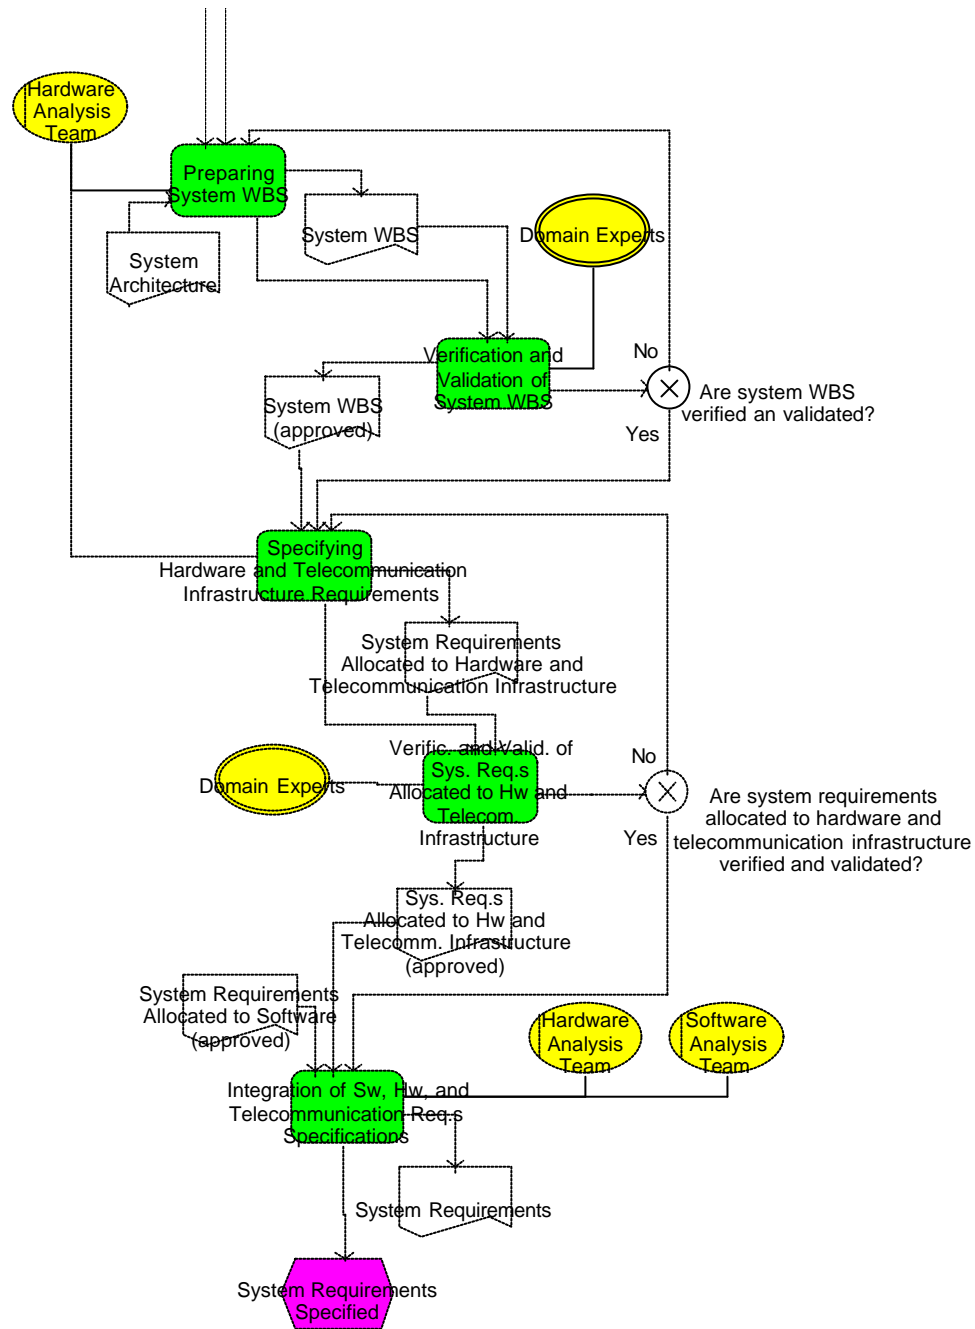 Hardware
Analysis
Team
Preparing
System WBS
System WBS
Domain Experts
System
Architecture
Verification and
Validation of
System WBS
No
Are system WBS
verified an validated?
Yes
System WBS
(approved)
Specifying
Hardware and Telecommunication
Infrastructure Requirements
System Requirements
Allocated to Hardware and
Telecommunication Infrastructure
Verific. and Valid. of
Sys. Req.s
Allocated to Hw and
Telecom.
Infrastructure
Domain Experts
No
Are system requirements
allocated to hardware and
telecommunication infrastructure
verified and validated?
Yes
Sys. Req.s
Allocated to Hw and
Telecomm. Infrastructure
(approved)
System Requirements
Allocated to Software
(approved)
Hardware
Analysis
Team
Software
Analysis
Team
Integration of Sw, Hw, and
Telecommunication Req.s
Specifications
System Requirements
System Requirements
Specified